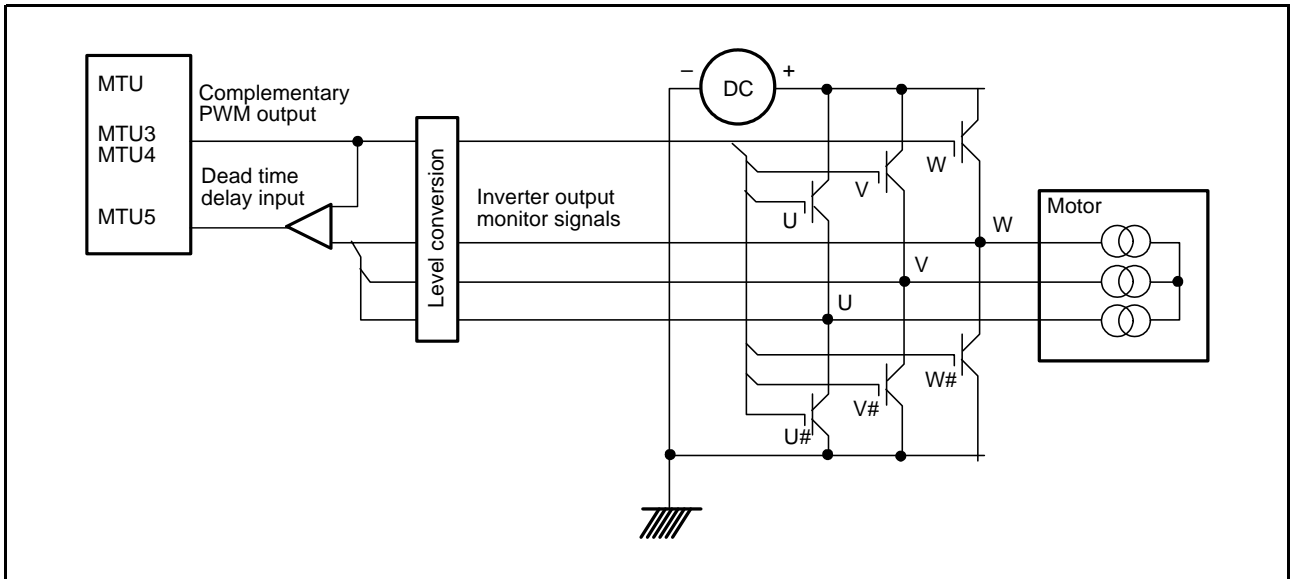 MTU
MTU3
MTU4
MTU5
Complementary
PWM output
Dead time
delay input
Level conversion
Inverter output
monitor signals
–
DC
+
W
V
U
W
V
U
W#
V#
U#
Motor